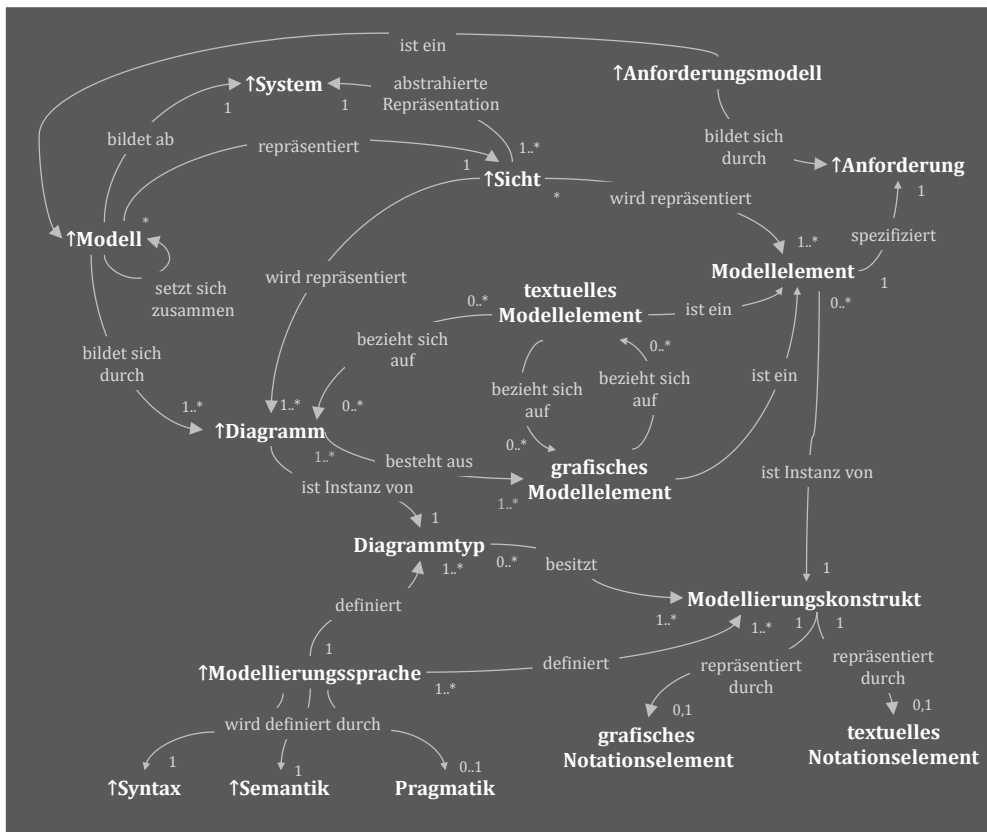 ist ein
↑System
abstrahierte
Repräsentation
↑Anforderungsmodell
1
1
bildet ab
repräsentiert
1..*
bildet sich
durch
1
↑Sicht
*
↑Anforderung
1
wird repräsentiert
*
↑Modell
1..*
spezifiziert
Modellelement
1
wird repräsentiert
setzt sich
zusammen
0..*
textuelles
Modellelement
ist ein
0..*
bezieht sich
auf
bildet sich
durch
0..*
bezieht sich
auf
bezieht sich
auf
ist ein
1..*
1..*
0..*
↑Diagramm
0..*
1..*
besteht aus
grafisches
Modellelement
1..*
ist Instanz von
ist Instanz von
1
Diagrammtyp
1..*
0..*
besitzt
1
Modellierungskonstrukt
definiert
1..*
1..*
1
1
1
↑Modellierungssprache
1..*
definiert
repräsentiert
durch
repräsentiert
durch
0,1
0,1
wird definiert durch
grafisches
Notationselement
textuelles
Notationselement
1
1
0..1
↑Syntax
↑Semantik
Pragmatik